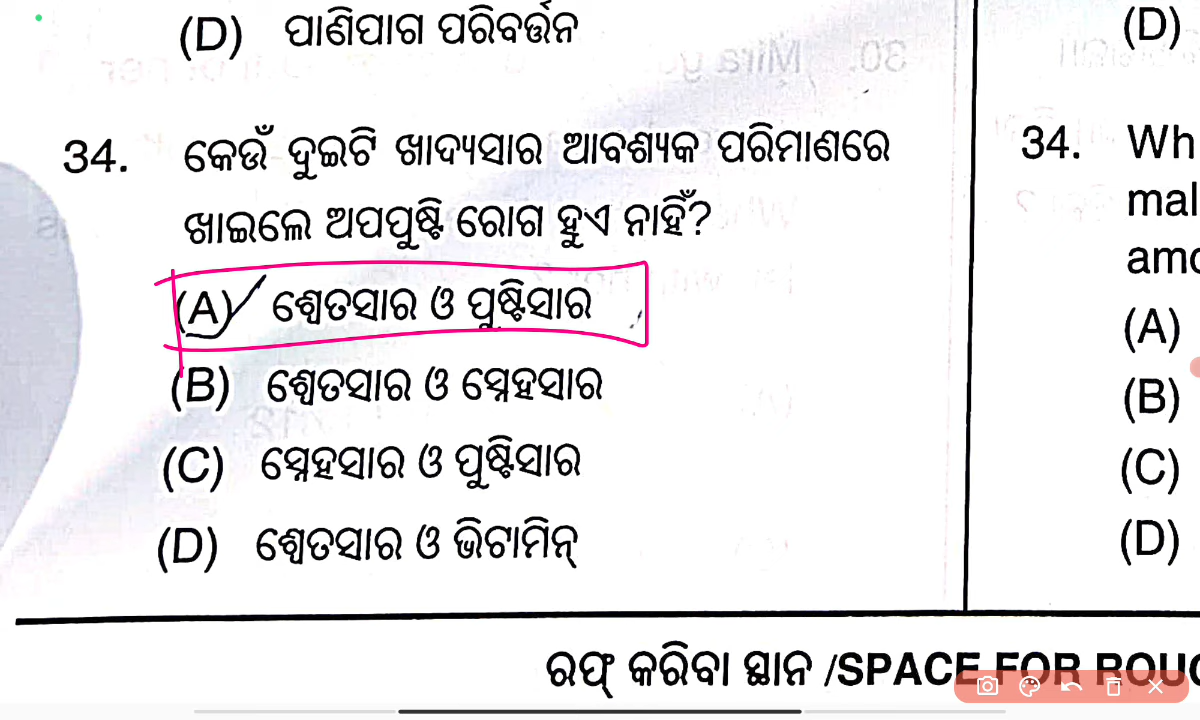 (D) ପାଣିପାଗ ପରିବର୍ତ୍ତନ
(D)
34. କେଉଁ ଦୁଇଟି ଖାଦ୍ୟସାର ଆବଶ୍ୟକ ପରିମାଣରେ
ଖାଇଲେ ଅପପୁଷ୍ଟି ରୋଗ ହୁଏ ନାହିଁ?
(A) ଶ୍ୱେତସାର ଓ ପୁଷ୍ଟିସାର
(B) ଶ୍ୱେତସାର ଓ ସ୍ନେହସାର
(C) ସ୍ନେହସାର ଓ ପୁଷ୍ଟିସାର
(D) ଶ୍ୱେତସାର ଓ ଭିଟାମିନ୍
34. Wh
mal
amo
(A)
(B)
(C)
(D)
ରଫ୍ କରିବା ସ୍ଥାନ /SPACE FOR ROUG